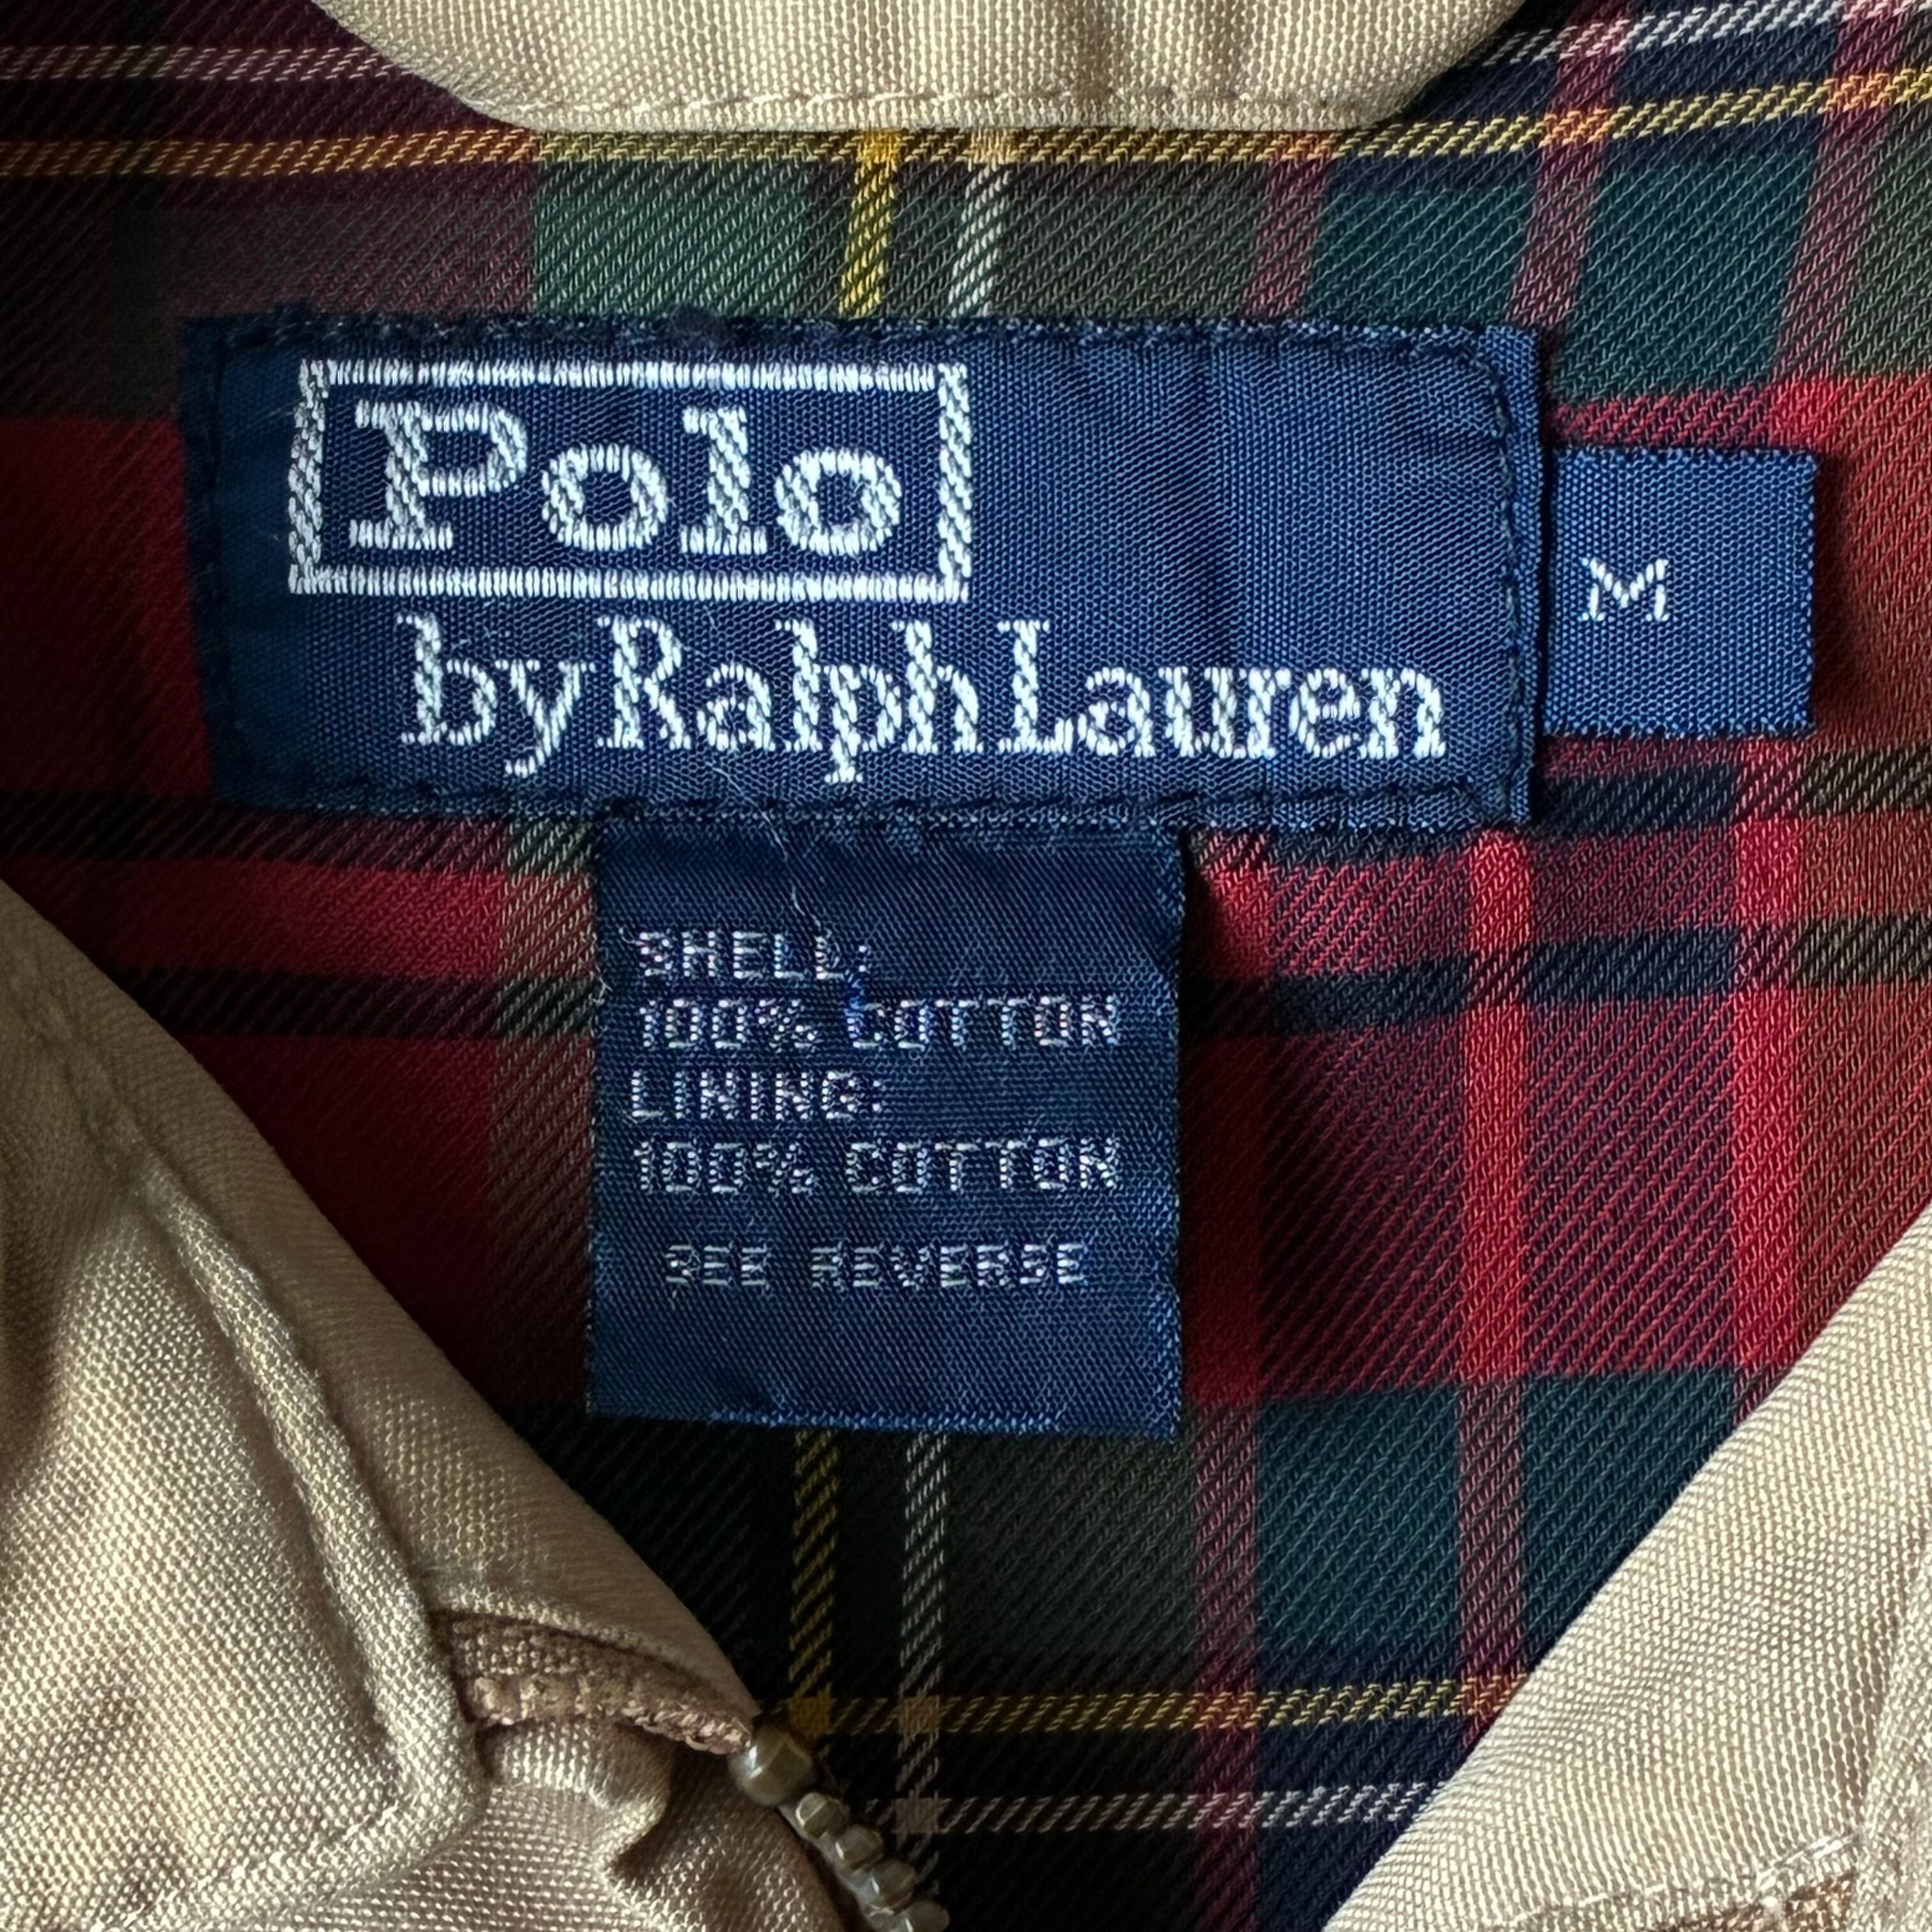 Polo
by Ralph Lauren
M
SHELL:
100% COTTON
LINING:
100% COTTON
SEE REVERSE